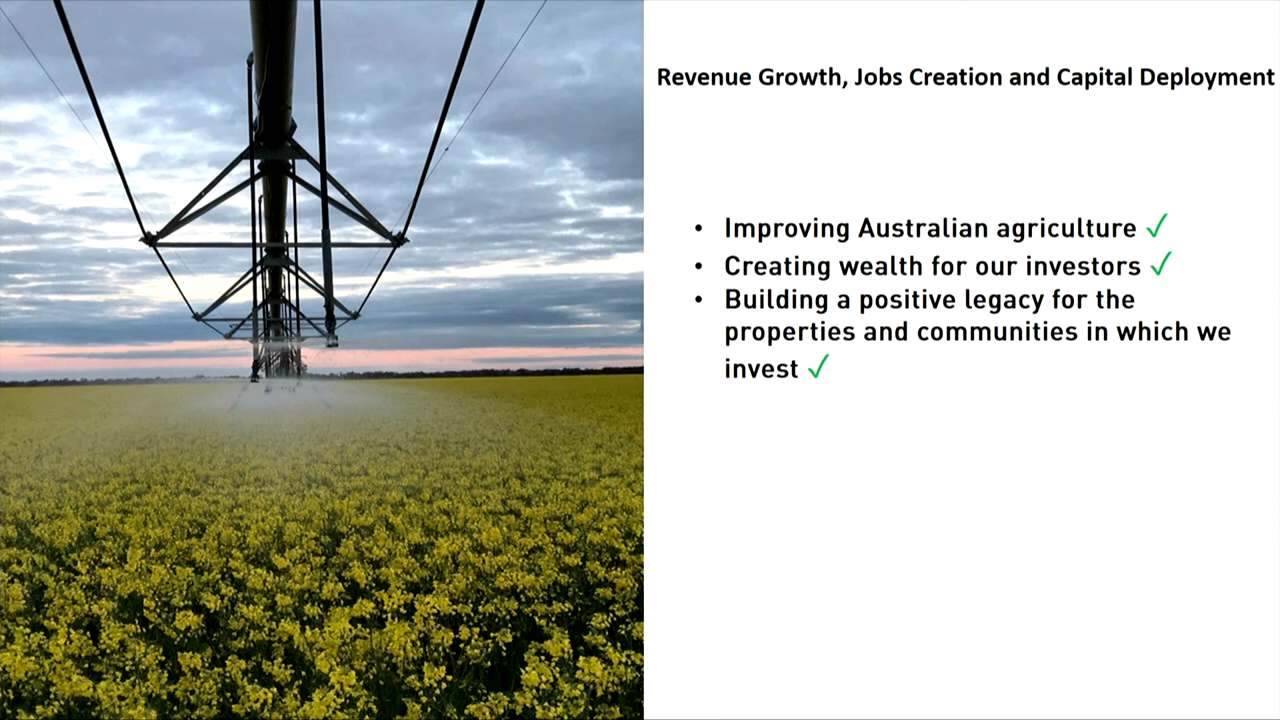 Revenue Growth, Jobs Creation and Capital Deployment
• Improving Australian agriculture ✓
• Creating wealth for our investors ✓
• Building a positive legacy for the
properties and communities in which we
invest ✓